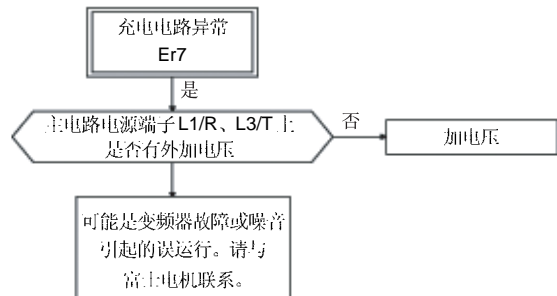 充电电路异常
Er7
是
主电路电源端子L1/R、L3/T上
是否有外加电压
否
加电压
可能是变频器故障或噪音
引起的误运行。请与
富士电机联系。